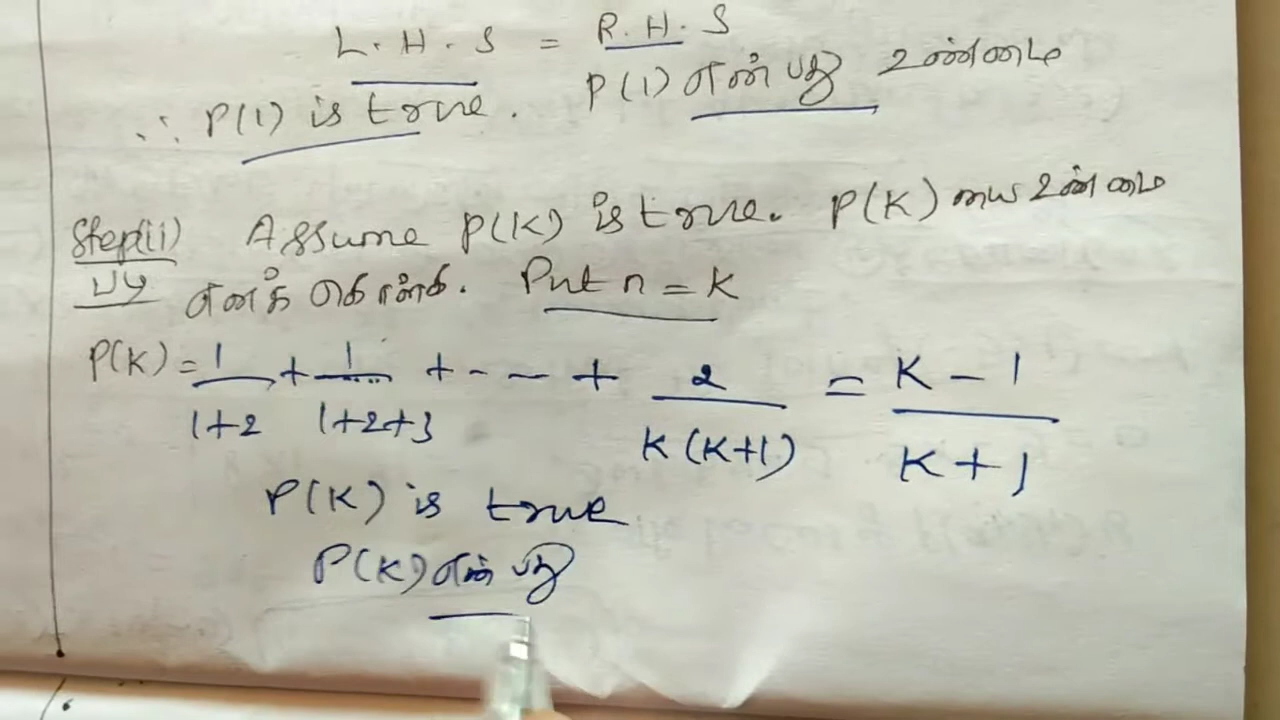 L.H.S = R.H.S
∴ P(1) is true. P(1) என்பது உண்மை
Step(ii) Assume P(K) is true. P(K) யை உண்மை
படி எனக் கொள்க. Put n = K
P(K) = 1/1+2 + 1/1+2+3 + - - + 2/K(K+1) = K-1/K+1
P(K) is true
P(K) என்பது